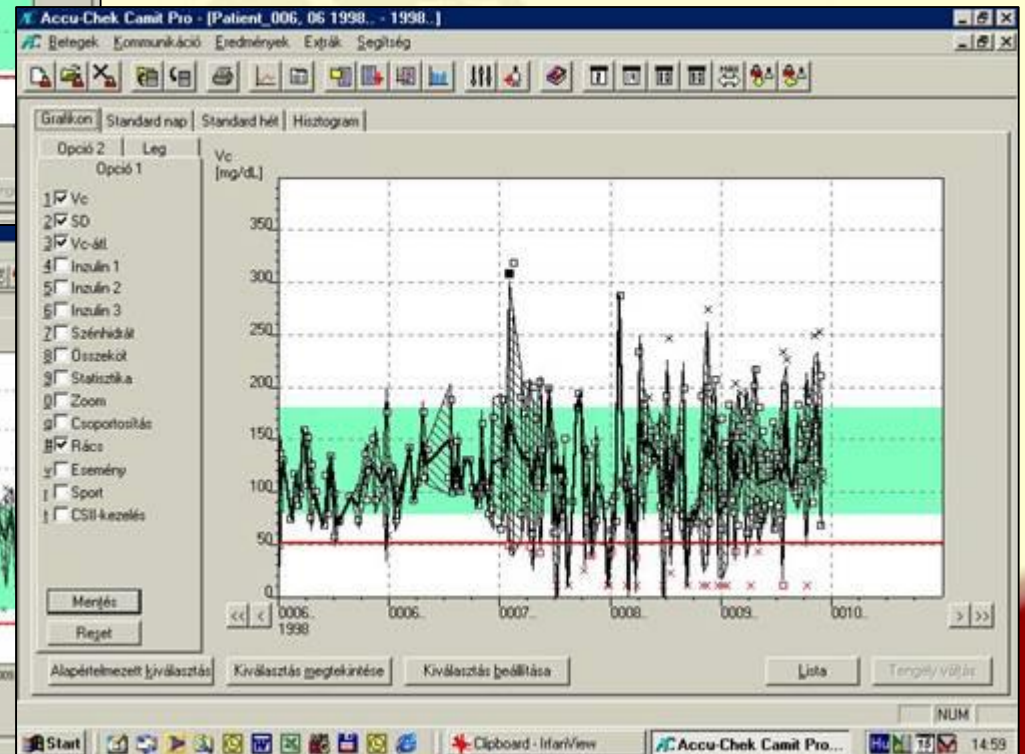 Accu-Chek Camit Pro - [Patient_006, 06 1998.. - 1998..]
Betegek Kommunikáció Eredmények Extrák Segítség
Grafikon Standard nap Standard hét Hisztogram
Opció 2 Leg
Opció 1
1 Vc
2 SD
3 Vc-átl
4 Inzulin 1
5 Inzulin 2
6 Inzulin 3
7 Szénhidrát
8 Összeköt
9 Statisztika
0 Zoom
g Csoportosítás
# Rács
y Esemény
Sport
t CSII-kezelés
Mentés
Reset
Vc
[mg/dL]
350
300
250
200
150
100
50
0
0006.. 0006.. 0007.. 0008.. 0009.. 0010..
1998
<< < > >>
Alapértelmezett kiválasztás Kiválasztás megtekintése Kiválasztás beállítása Lista Tengely váltás
NUM
Start Clipboard - IrfanView Accu-Chek Camit Pro... Hu 14:59